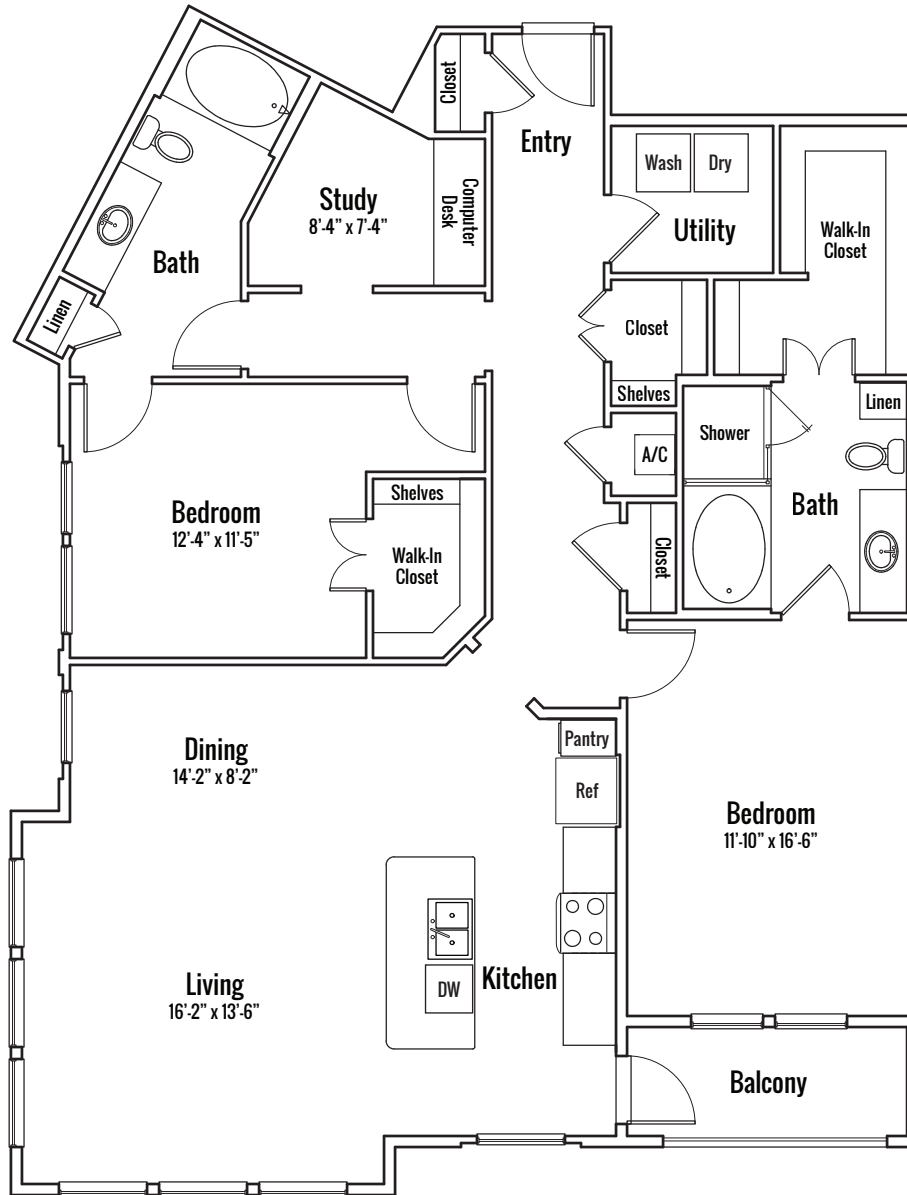 Closet
Entry
Wash
Dry
Utility
Study
8’-4” x 7’-4”
Computer
Desk
Walk-In
Closet
Bath
Linen
Closet
Shelves
Linen
Shower
A/C
Bath
Bedroom
12’-4” x 11’-5”
Shelves
Walk-In
Closet
Closet
Dining
14’-2” x 8’-2”
Pantry
Ref
Bedroom
11’-10” x 16’-6”
Living
16’-2” x 13’-6”
Kitchen
DW
Balcony